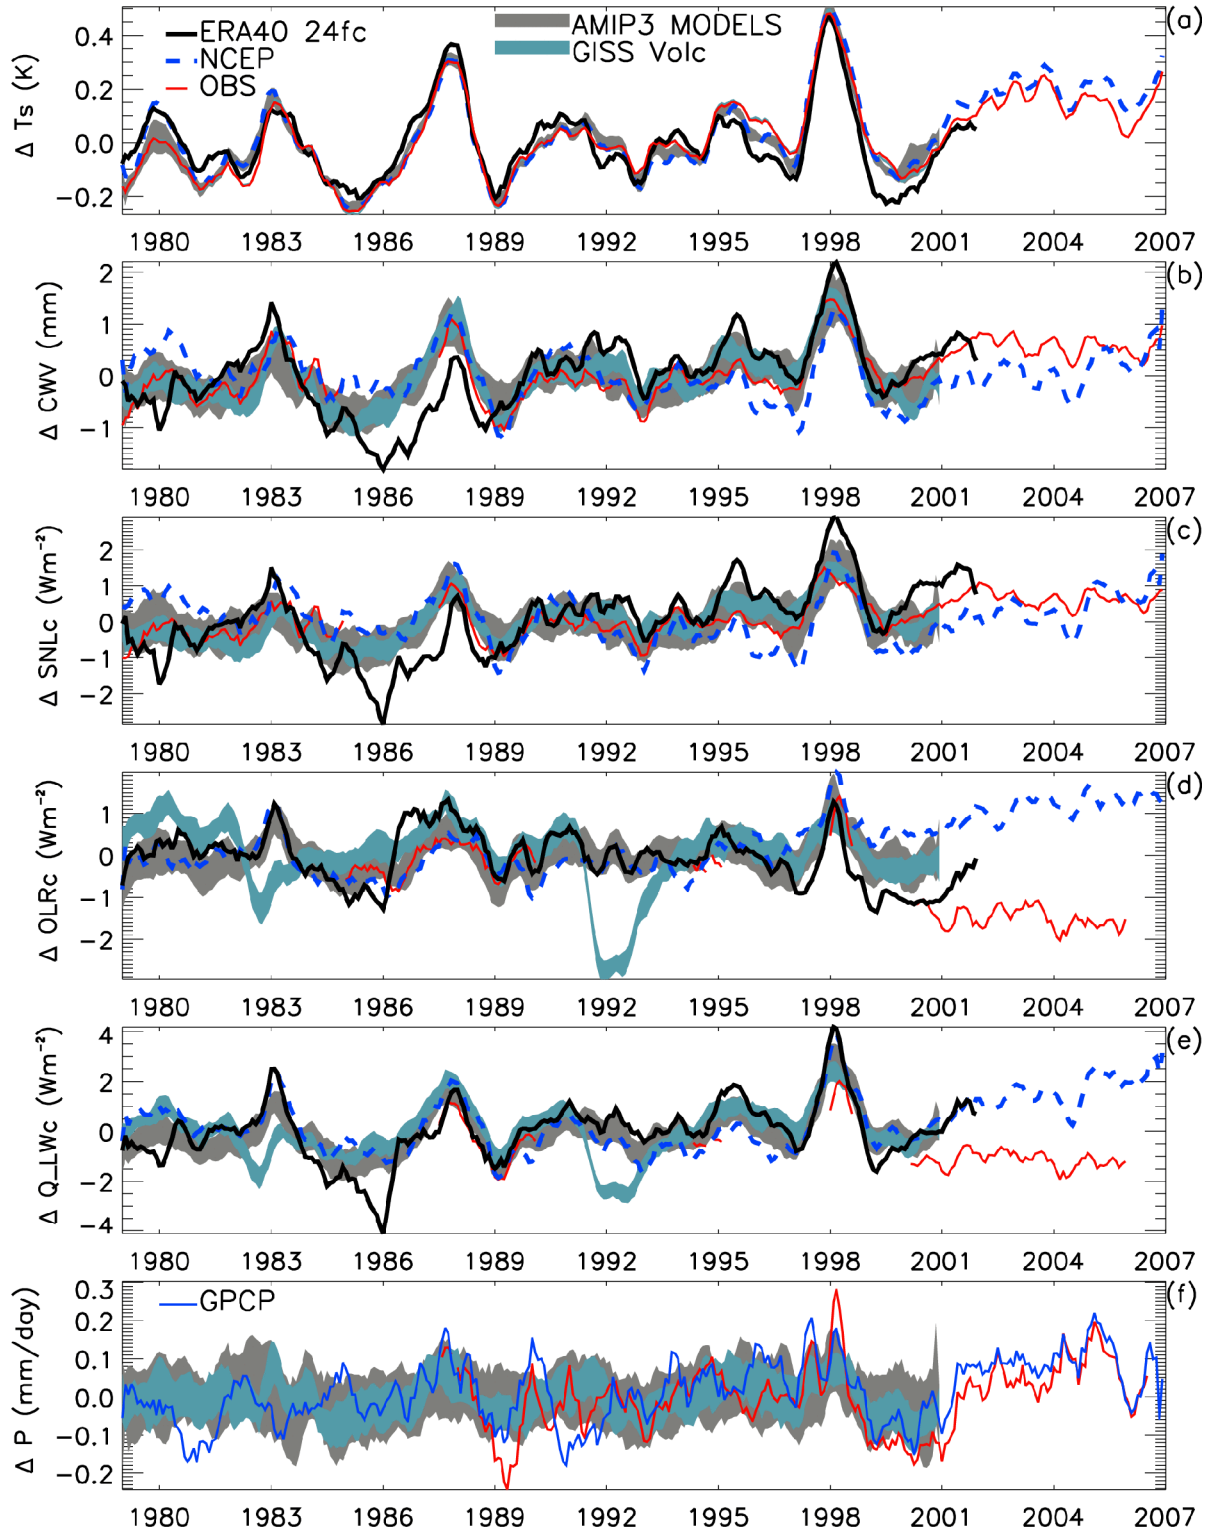 ERA40 24fc
NCEP
OBS
AMIP3 MODELS
GISS Volc
(a)
Δ Ts (K)
0.4
0.2
0.0
−0.2
1980 1983 1986 1989 1992 1995 1998 2001 2004 2007
(b)
Δ CWV (mm)
2
1
0
−1
1980 1983 1986 1989 1992 1995 1998 2001 2004 2007
(c)
Δ SNLc (Wm⁻²)
2
1
0
−1
−2
1980 1983 1986 1989 1992 1995 1998 2001 2004 2007
(d)
Δ OLRc (Wm⁻²)
1
0
−1
−2
1980 1983 1986 1989 1992 1995 1998 2001 2004 2007
(e)
Δ Q_LWc (Wm⁻²)
4
2
0
−2
−4
1980 1983 1986 1989 1992 1995 1998 2001 2004 2007
(f)
GPCP
Δ P (mm/day)
0.3
0.2
0.1
0.0
−0.1
−0.2
1980 1983 1986 1989 1992 1995 1998 2001 2004 2007